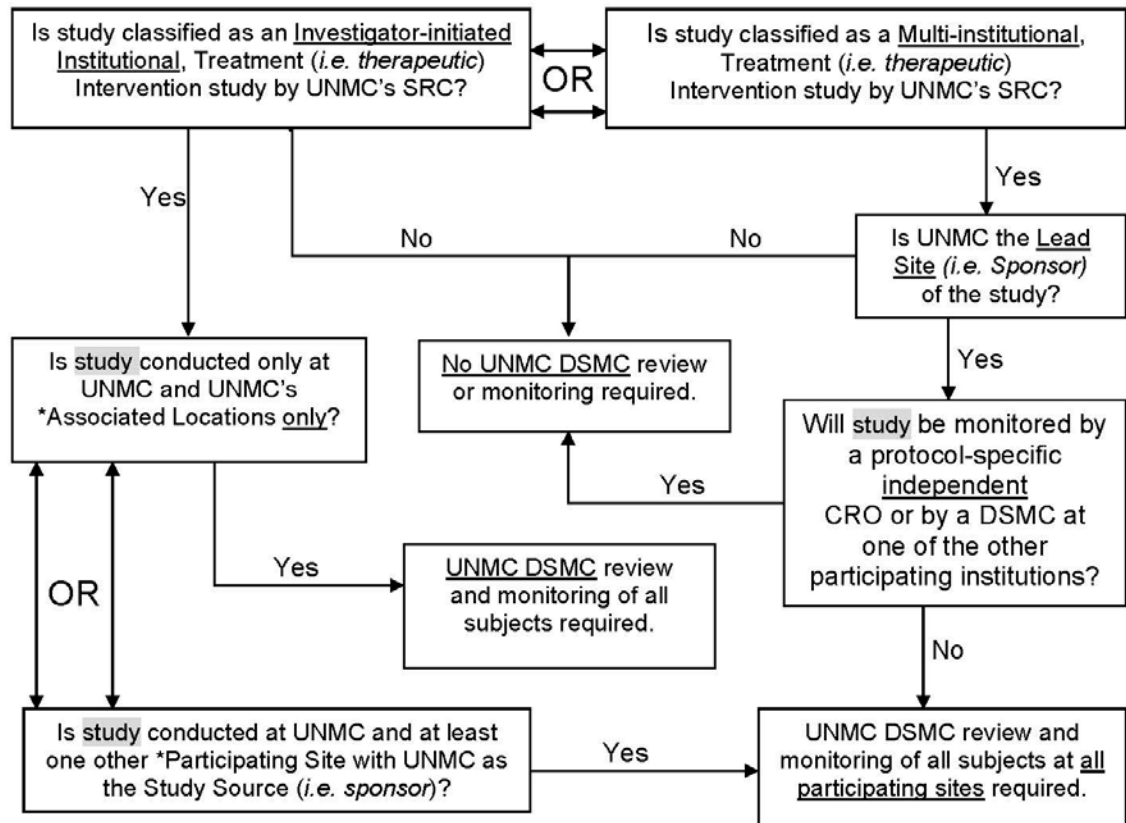 Is study classified as an Investigator-initiated
Institutional, Treatment (i.e. therapeutic)
Intervention study by UNMC's SRC?
OR
Is study classified as a Multi-institutional,
Treatment (i.e. therapeutic)
Intervention study by UNMC's SRC?
Yes
No
No
Yes
Is UNMC the Lead
Site (i.e. Sponsor)
of the study?
Is study conducted only at
UNMC and UNMC's
*Associated Locations only?
No UNMC DSMC review
or monitoring required.
Yes
Will study be monitored by
a protocol-specific
independent
CRO or by a DSMC at
one of the other
participating institutions?
Yes
Yes
UNMC DSMC review
and monitoring of all
subjects required.
OR
No
Is study conducted at UNMC and at least
one other *Participating Site with UNMC as
the Study Source (i.e. sponsor)?
Yes
UNMC DSMC review and
monitoring of all subjects at all
participating sites required.